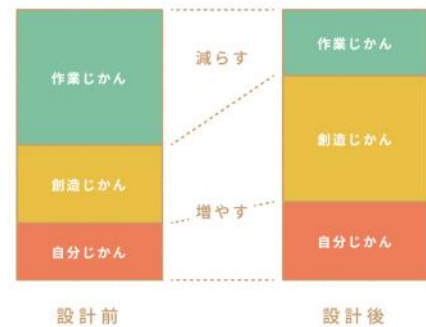 作業じかん
減らす
作業じかん
創造じかん
創造じかん
増やす
自分じかん
自分じかん
設計前
設計後